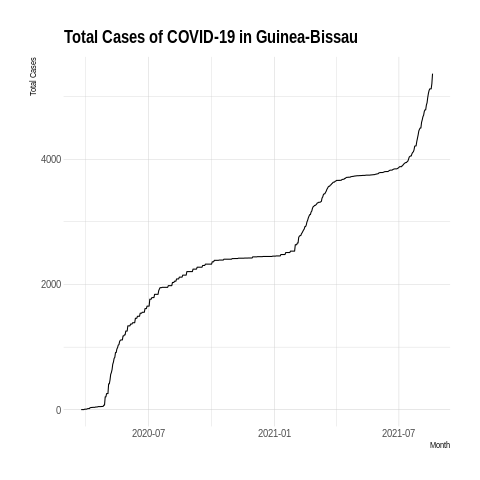 Total Cases of COVID-19 in Guinea-Bissau
Total Cases
4000
2000
0
2020-07
2021-01
2021-07
Month